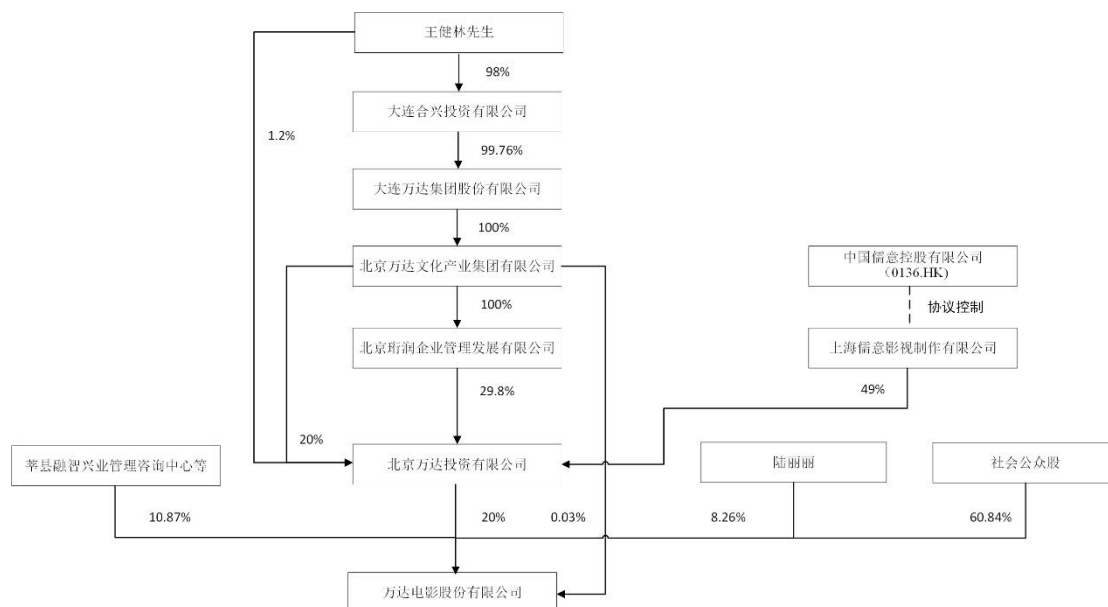 王健林先生
98%
大连合兴投资有限公司
1.2%
99.76%
大连万达集团股份有限公司
100%
北京万达文化产业集团有限公司
中国儒意控股有限公司
（0136.HK）
100%
协议控制
北京珩润企业管理发展有限公司
上海儒意影视制作有限公司
29.8%
49%
20%
莘县融智兴业管理咨询中心等
北京万达投资有限公司
陆丽丽
社会公众股
10.87%
20%
0.03%
8.26%
60.84%
万达电影股份有限公司